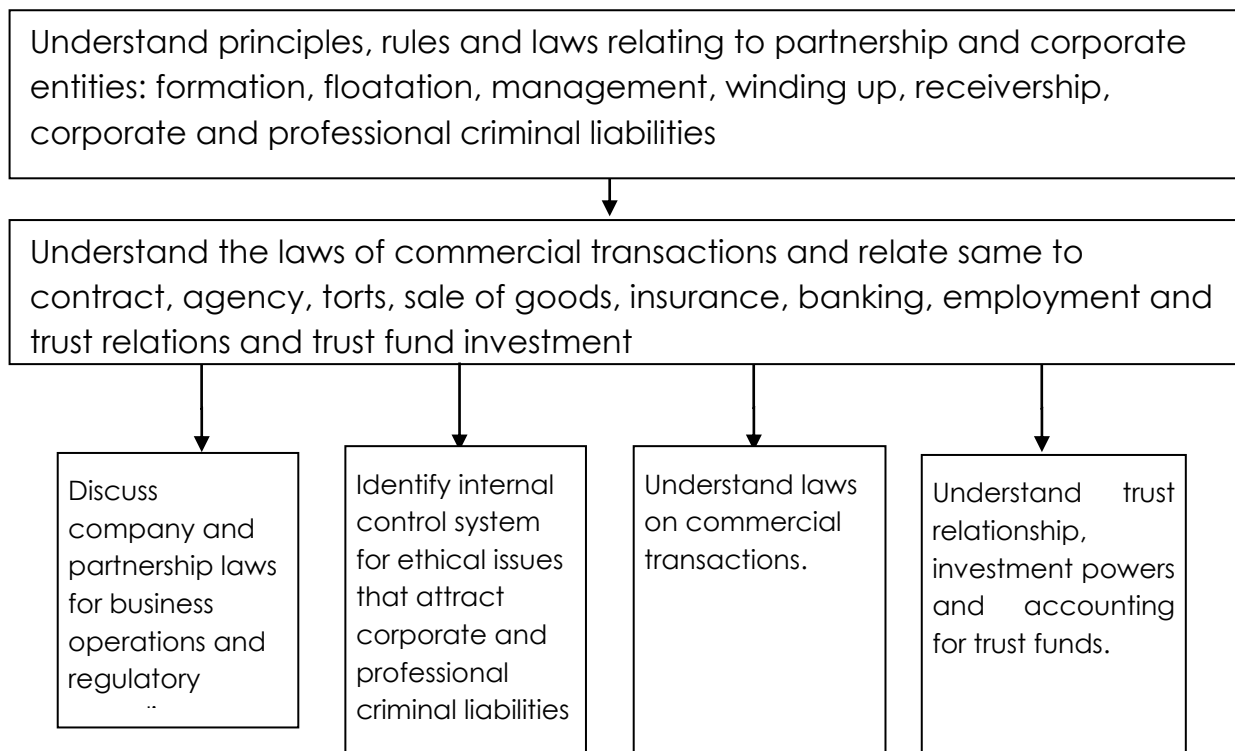 Understand principles, rules and laws relating to partnership and corporate
entities: formation, floatation, management, winding up, receivership,
corporate and professional criminal liabilities
Understand the laws of commercial transactions and relate same to
contract, agency, torts, sale of goods, insurance, banking, employment and
trust relations and trust fund investment
Discuss
company and
partnership laws
for business
operations and
regulatory
Identify internal
control system
for ethical issues
that attract
corporate and
professional
criminal liabilities
Understand laws
on commercial
transactions.
Understand trust
relationship,
investment powers
and accounting
for trust funds.